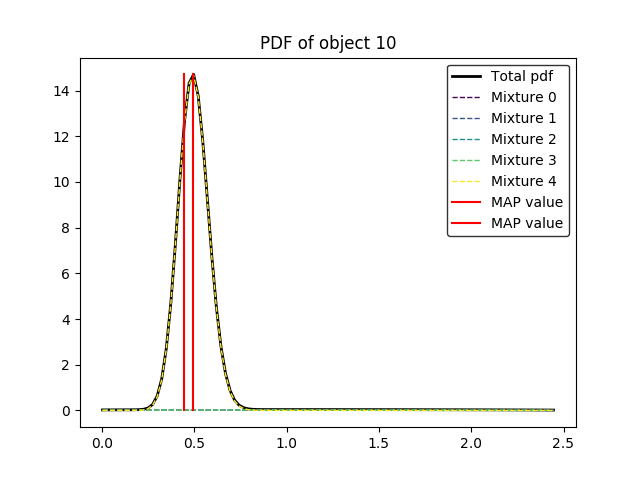 PDF of object 10
Total pdf
Mixture 0
Mixture 1
Mixture 2
Mixture 3
Mixture 4
MAP value
MAP value
14
12
10
8
6
4
2
0
0.0 0.5 1.0 1.5 2.0 2.5